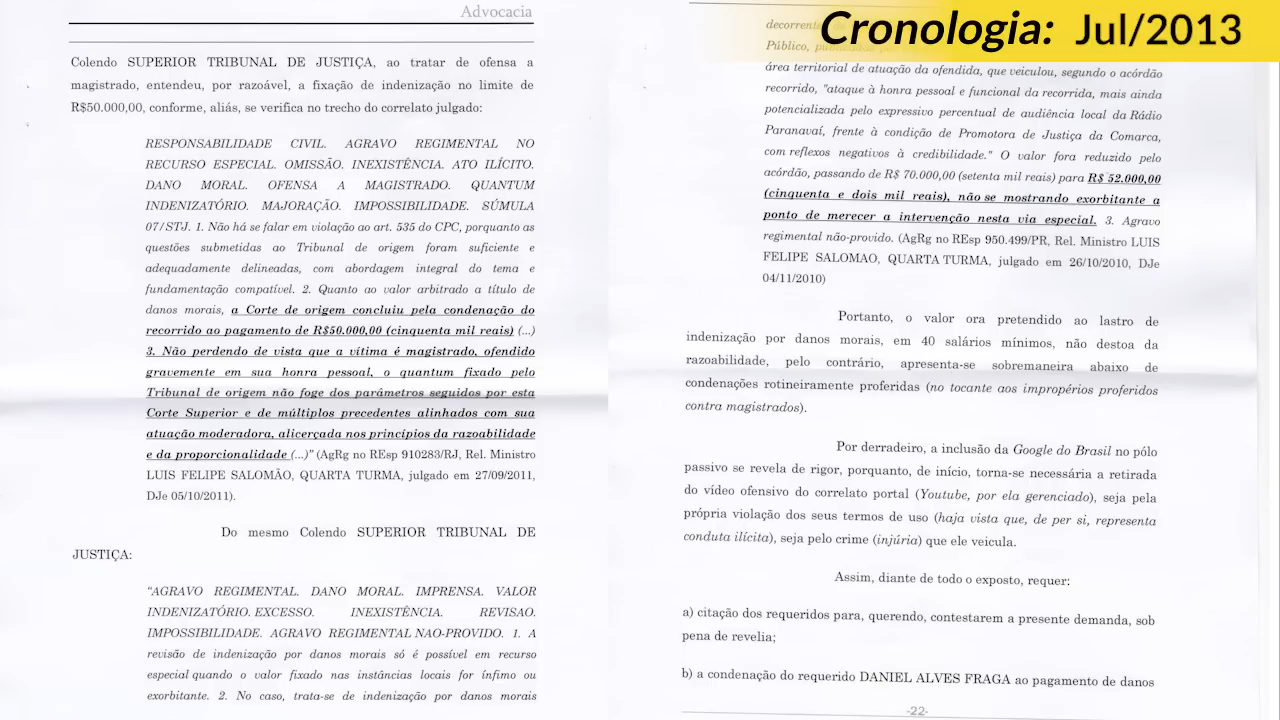 Advocacia
Colendo SUPERIOR TRIBUNAL DE JUSTIÇA, ao tratar de ofensa a
magistrado, entendeu, por razoável, a fixação de indenização no limite de
R$50.000,00, conforme, aliás, se verifica no trecho do correlato julgado:
RESPONSABILIDADE CIVIL. AGRAVO REGIMENTAL NO
RECURSO ESPECIAL. OMISSÃO. INEXISTÊNCIA. ATO ILÍCITO.
DANO MORAL. OFENSA A MAGISTRADO. QUANTUM
INDENIZATÓRIO. MAJORAÇÃO. IMPOSSIBILIDADE. SÚMULA
07/STJ. 1. Não há se falar em violação ao art. 535 do CPC, porquanto as
questões submetidas ao Tribunal de origem foram suficiente e
adequadamente delineadas, com abordagem integral do tema e
fundamentação compatível. 2. Quanto ao valor arbitrado a título de
danos morais, a Corte de origem concluiu pela condenação do
recorrido ao pagamento de R$50.000,00 (cinquenta mil reais) (...)
3. Não perdendo de vista que a vítima é magistrado, ofendido
gravemente em sua honra pessoal, o quantum fixado pelo
Tribunal de origem não foge dos parâmetros seguidos por esta
Corte Superior e de múltiplos precedentes alinhados com sua
atuação moderadora, alicerçada nos princípios da razoabilidade
e da proporcionalidade (...)" (AgRg no REsp 910283/RJ, Rel. Ministro
LUIS FELIPE SALOMÃO, QUARTA TURMA, julgado em 27/09/2011,
DJe 05/10/2011).
Do mesmo Colendo SUPERIOR TRIBUNAL DE
JUSTIÇA:
"AGRAVO REGIMENTAL. DANO MORAL. IMPRENSA. VALOR
INDENIZATÓRIO. EXCESSO. INEXISTÊNCIA. REVISAO.
IMPOSSIBILIDADE. AGRAVO REGIMENTAL NAO-PROVIDO. 1. A
revisão de indenização por danos morais só é possível em recurso
especial quando o valor fixado nas instâncias locais for ínfimo ou
exorbitante. 2. No caso, trata-se de indenização por danos morais
Cronologia: Jul/2013
decorrente
Público,
área territorial de atuação da ofendida, que veiculou, segundo o acórdão
recorrido, "ataque à honra pessoal e funcional da recorrida, mais ainda
potencializada pelo expressivo percentual de audiência local da Rádio
Paranavaí, frente à condição de Promotora de Justiça da Comarca,
com reflexos negativos à credibilidade." O valor fora reduzido pelo
acórdão, passando de R$ 70.000,00 (setenta mil reais) para R$ 52.000,00
(cinquenta e dois mil reais), não se mostrando exorbitante a
ponto de merecer a intervenção nesta via especial. 3. Agravo
regimental não-provido. (AgRg no REsp 950.499/PR, Rel. Ministro LUIS
FELIPE SALOMAO, QUARTA TURMA, julgado em 26/10/2010, DJe
04/11/2010)
Portanto, o valor ora pretendido ao lastro de
indenização por danos morais, em 40 salários mínimos, não destoa da
razoabilidade, pelo contrário, apresenta-se sobremaneira abaixo de
condenações rotineiramente proferidas (no tocante aos impropérios proferidos
contra magistrados).
Por derradeiro, a inclusão da Google do Brasil no pólo
passivo se revela de rigor, porquanto, de início, torna-se necessária a retirada
do vídeo ofensivo do correlato portal (Youtube, por ela gerenciado), seja pela
própria violação dos seus termos de uso (haja vista que, de per si, representa
conduta ilícita), seja pelo crime (injúria) que ele veicula.
Assim, diante de todo o exposto, requer:
a) citação dos requeridos para, querendo, contestarem a presente demanda, sob
pena de revelia;
b) a condenação do requerido DANIEL ALVES FRAGA ao pagamento de danos
-22-